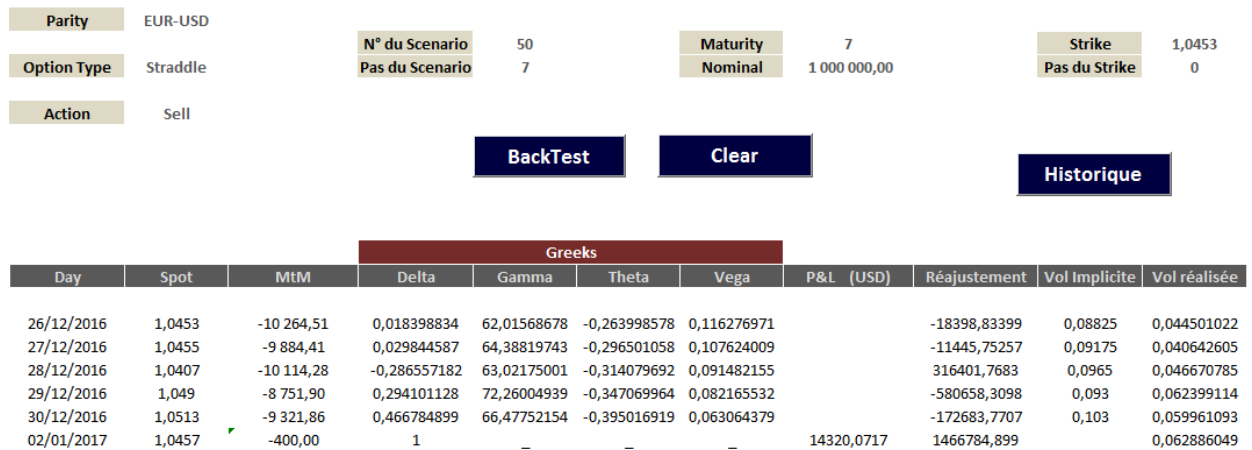 Parity EUR-USD
N° du Scenario 50 Maturity 7 Strike 1,0453
Option Type Straddle Pas du Scenario 7 Nominal 1 000 000,00 Pas du Strike 0
Action Sell
BackTest Clear
Historique
Greeks
Day Spot MtM Delta Gamma Theta Vega P&L (USD) Réajustement Vol Implicite Vol réalisée
26/12/2016 1,0453 -10 264,51 0,018398834 62,01568678 -0,263998578 0,116276971 -18398,83399 0,08825 0,044501022
27/12/2016 1,0455 -9 884,41 0,029844587 64,38819743 -0,296501058 0,107624009 -11445,75257 0,09175 0,040642605
28/12/2016 1,0407 -10 114,28 -0,286557182 63,02175001 -0,314079692 0,091482155 316401,7683 0,0965 0,046670785
29/12/2016 1,049 -8 751,90 0,294101128 72,26004939 -0,347069964 0,082165532 -580658,3098 0,093 0,062399114
30/12/2016 1,0513 -9 321,86 0,466784899 66,47752154 -0,395016919 0,063064379 -172683,7707 0,103 0,059961093
02/01/2017 1,0457 -400,00 1 _ _ _ 14320,0717 1466784,899 0,062886049